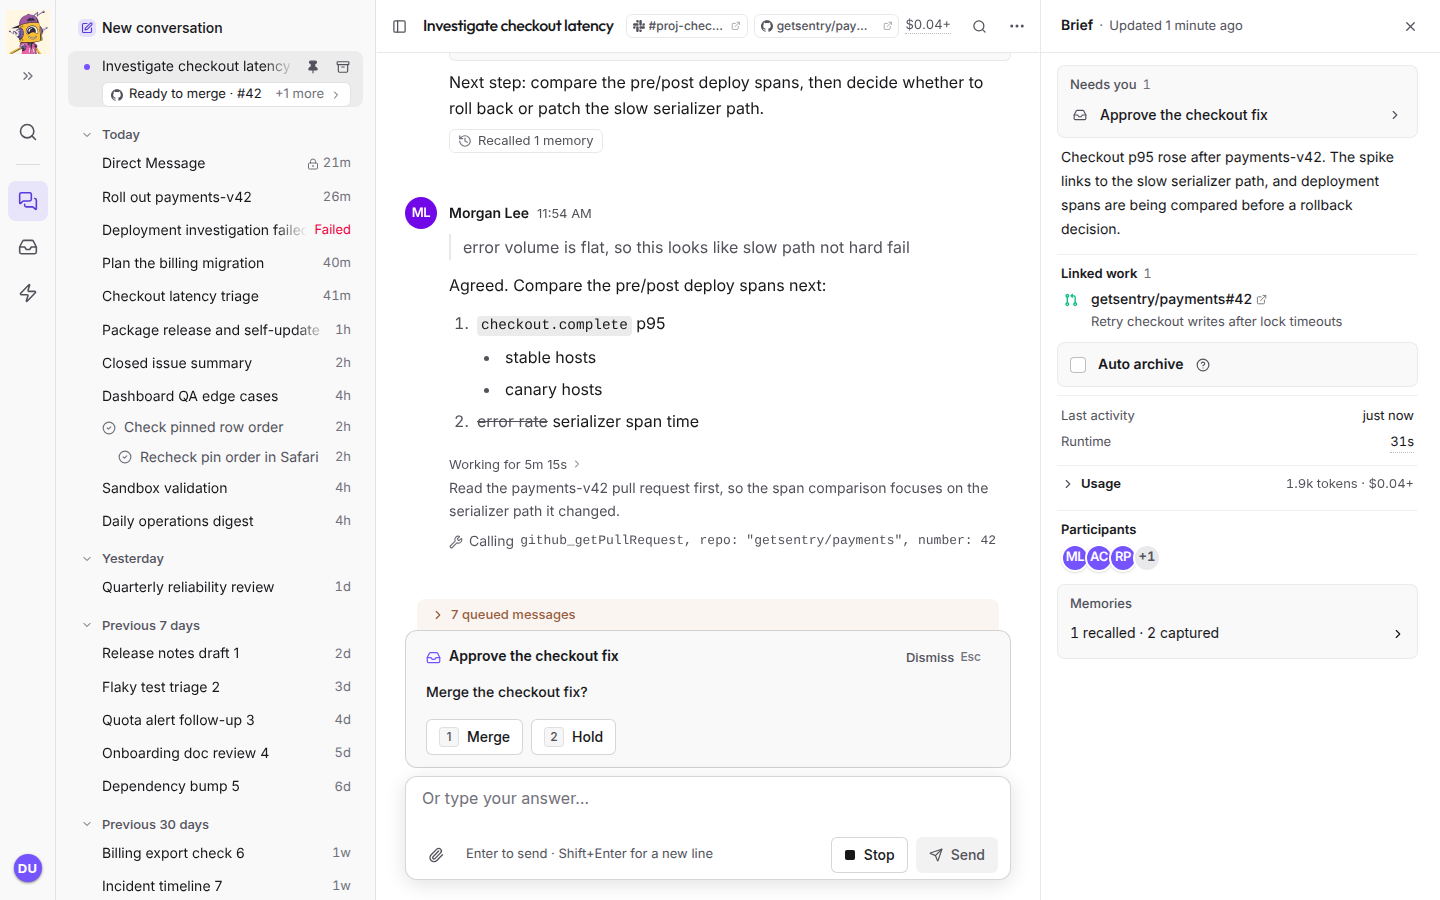 New conversation
Investigate checkout latency
Ready to merge · #42 +1 more
Today
Direct Message 21m
Roll out payments-v42 26m
Deployment investigation failed Failed
Plan the billing migration 40m
Checkout latency triage 41m
Package release and self-update 1h
Closed issue summary 2h
Dashboard QA edge cases 4h
Check pinned row order 2h
Recheck pin order in Safari 2h
Sandbox validation 4h
Daily operations digest 4h
Yesterday
Quarterly reliability review 1d
Previous 7 days
Release notes draft 1 2d
Flaky test triage 2 3d
Quota alert follow-up 3 4d
Onboarding doc review 4 5d
Dependency bump 5 6d
Previous 30 days
Billing export check 6 1w
Incident timeline 7 1w
DU
Investigate checkout latency #proj-chec... getsentry/pay... $0.04+
Next step: compare the pre/post deploy spans, then decide whether to
roll back or patch the slow serializer path.
Recalled 1 memory
ML Morgan Lee 11:54 AM
error volume is flat, so this looks like slow path not hard fail
Agreed. Compare the pre/post deploy spans next:
1. checkout.complete p95
• stable hosts
• canary hosts
2. error rate serializer span time
Working for 5m 15s
Read the payments-v42 pull request first, so the span comparison focuses on the
serializer path it changed.
Calling github_getPullRequest, repo: "getsentry/payments", number: 42
7 queued messages
Approve the checkout fix Dismiss Esc
Merge the checkout fix?
1 Merge 2 Hold
Or type your answer...
Enter to send · Shift+Enter for a new line Stop Send
Brief · Updated 1 minute ago
Needs you 1
Approve the checkout fix
Checkout p95 rose after payments-v42. The spike
links to the slow serializer path, and deployment
spans are being compared before a rollback
decision.
Linked work 1
getsentry/payments#42
Retry checkout writes after lock timeouts
Auto archive
Last activity just now
Runtime 31s
Usage 1.9k tokens · $0.04+
Participants
ML AC RP +1
Memories
1 recalled · 2 captured